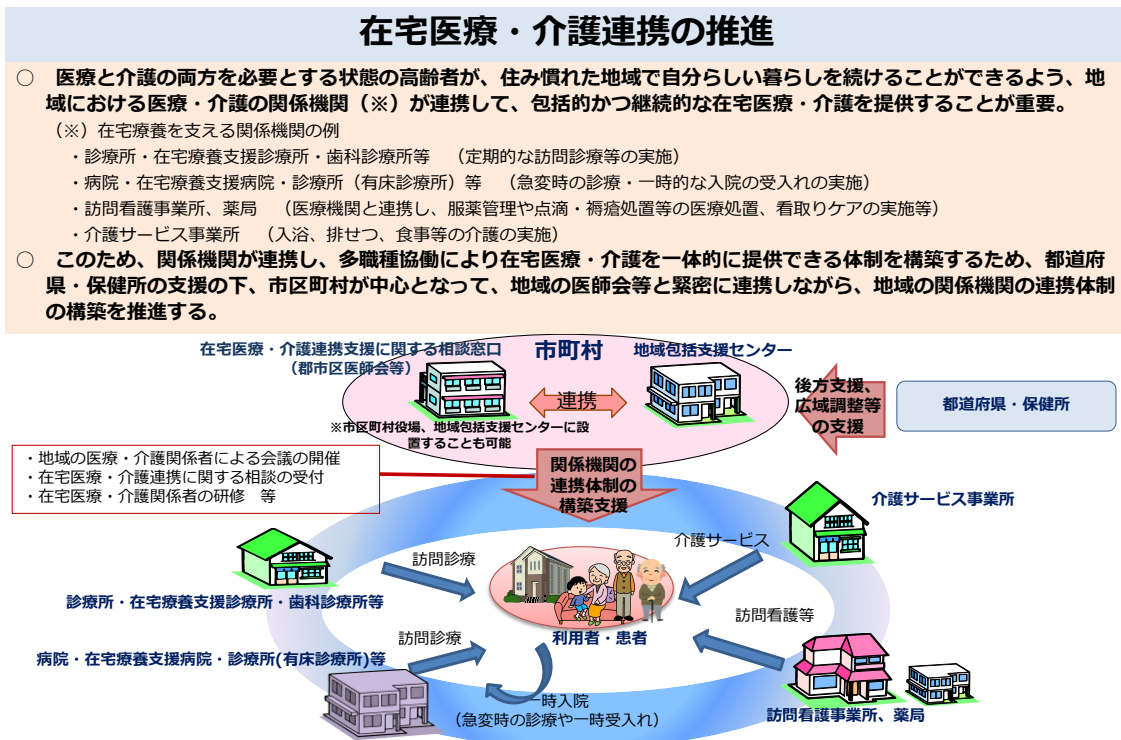 在宅医療・介護連携の推進
○　医療と介護の両方を必要とする状態の高齢者が、住み慣れた地域で自分らしい暮らしを続けることができるよう、地
域における医療・介護の関係機関（※）が連携して、包括的かつ継続的な在宅医療・介護を提供することが重要。
（※）在宅療養を支える関係機関の例
・診療所・在宅療養支援診療所・歯科診療所等　（定期的な訪問診療等の実施）
・病院・在宅療養支援病院・診療所（有床診療所）等　（急変時の診療・一時的な入院の受入れの実施）
・訪問看護事業所、薬局　（医療機関と連携し、服薬管理や点滴・褥瘡処置等の医療処置、看取りケアの実施等）
・介護サービス事業所　（入浴、排せつ、食事等の介護の実施）
○　このため、関係機関が連携し、多職種協働により在宅医療・介護を一体的に提供できる体制を構築するため、都道府
県・保健所の支援の下、市区町村が中心となって、地域の医師会等と緊密に連携しながら、地域の関係機関の連携体制
の構築を推進する。
在宅医療・介護連携支援に関する相談窓口
（郡市区医師会等）
市町村
地域包括支援センター
連携
※市区町村役場、地域包括支援センターに設
置することも可能
後方支援、
広域調整等
の支援
都道府県・保健所
・地域の医療・介護関係者による会議の開催
・在宅医療・介護連携に関する相談の受付
・在宅医療・介護関係者の研修　等
関係機関の
連携体制の
構築支援
介護サービス事業所
介護サービス
訪問診療
診療所・在宅療養支援診療所・歯科診療所等
利用者・患者
訪問看護等
訪問診療
病院・在宅療養支援病院・診療所(有床診療所)等
一時入院
（急変時の診療や一時受入れ）
訪問看護事業所、薬局